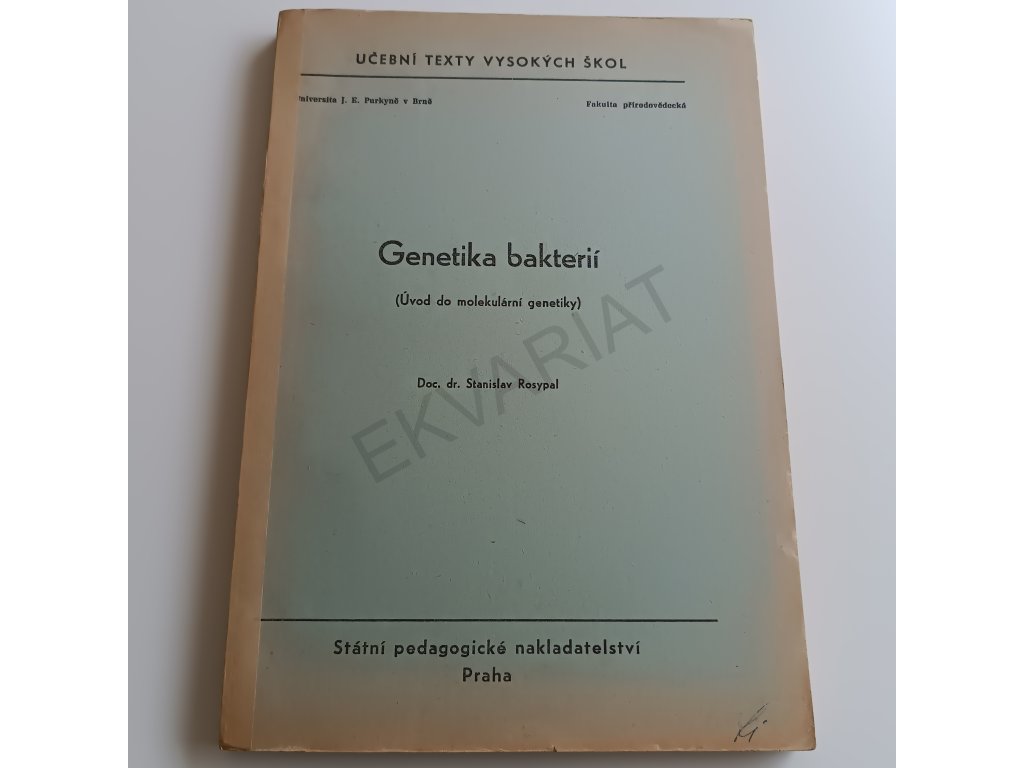 UČEBNÍ TEXTY VYSOKÝCH ŠKOL
Universita J. E. Purkyně v Brně Fakulta přírodovědecká
Genetika bakterií
(Úvod do molekulární genetiky)
Doc. dr. Stanislav Rosypal
EKVARIAT
Státní pedagogické nakladatelství
Praha